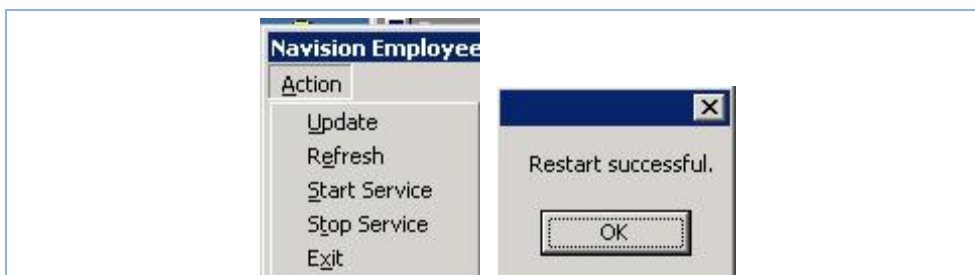 Navision Employee
Action
Update
Refresh
Start Service
Stop Service
Exit
Restart successful.
OK